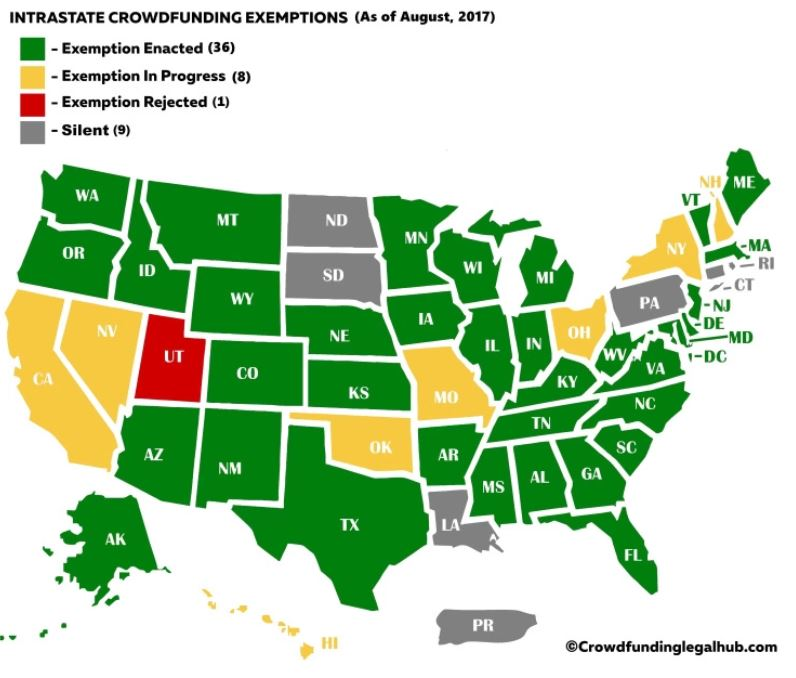 INTRASTATE CROWDFUNDING EXEMPTIONS (As of August, 2017)
- Exemption Enacted (36)
- Exemption In Progress (8)
- Exemption Rejected (1)
- Silent (9)
WA
MT
ND
MN
VT
NH
ME
OR
ID
SD
WI
MI
NY
MA
RI
CT
WY
IA
PA
NJ
DE
MD
DC
NV
UT
NE
IL
IN
OH
WV
VA
CA
CO
KS
MO
KY
NC
AZ
NM
OK
AR
TN
SC
MS
AL
GA
TX
LA
FL
AK
HI
PR
©Crowdfundinglegalhub.com